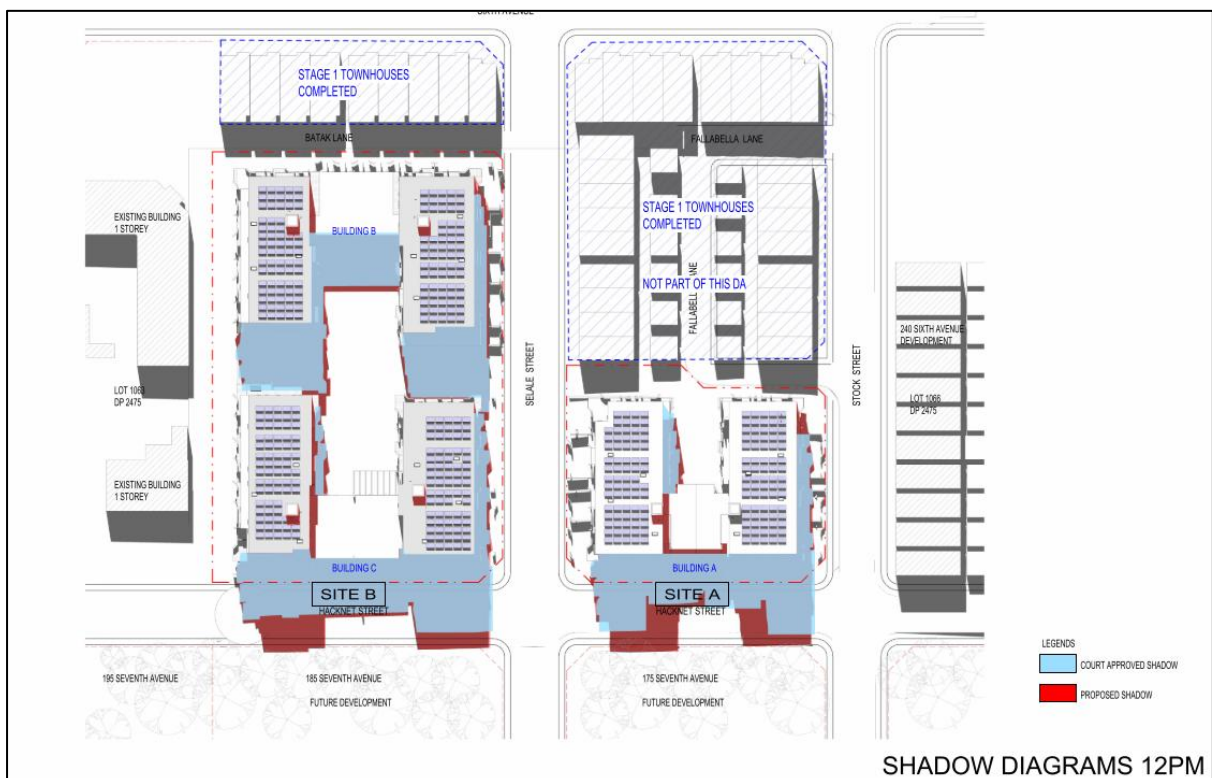 SIXTH AVENUE
STAGE 1 TOWNHOUSES
COMPLETED
BATAK LANE
FALLABELLA LANE
EXISTING BUILDING
1 STOREY
BUILDING B
STAGE 1 TOWNHOUSES
COMPLETED
FALLABELL LANE
NOT PART OF THIS DA
240 SIXTH AVENUE
DEVELOPMENT
SELALE STREET
STOCK STREET
LOT 1063
DP 2475
LOT 1066
DP 2475
EXISTING BUILDING
1 STOREY
BUILDING C
BUILDING A
SITE B
SITE A
HACKNET STREET
HACKNET STREET
195 SEVENTH AVENUE
185 SEVENTH AVENUE
175 SEVENTH AVENUE
FUTURE DEVELOPMENT
FUTURE DEVELOPMENT
LEGENDS
COURT APPROVED SHADOW
PROPOSED SHADOW
SHADOW DIAGRAMS 12PM